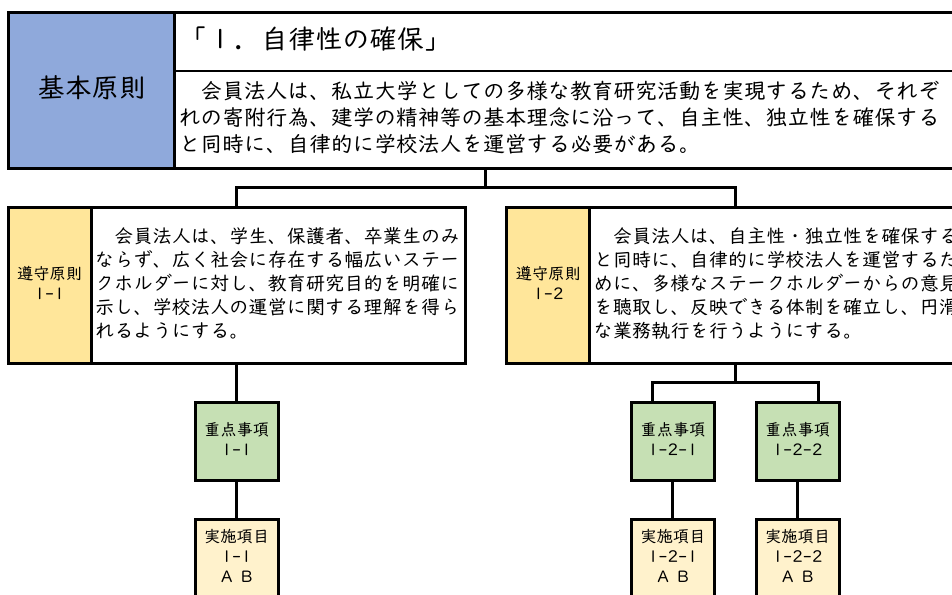 基本原則
「1．自律性の確保」
会員法人は、私立大学としての多様な教育研究活動を実現するため、それぞ
れの寄附行為、建学の精神等の基本理念に沿って、自主性、独立性を確保する
と同時に、自律的に学校法人を運営する必要がある。
遵守原則
1-1
会員法人は、学生、保護者、卒業生のみ
ならず、広く社会に存在する幅広いステー
クホルダーに対し、教育研究目的を明確に
示し、学校法人の運営に関する理解を得ら
れるようにする。
遵守原則
1-2
会員法人は、自主性・独立性を確保する
と同時に、自律的に学校法人を運営するた
めに、多様なステークホルダーからの意見
を聴取し、反映できる体制を確立し、円滑
な業務執行を行うようにする。
重点事項
1-1
重点事項
1-2-1
重点事項
1-2-2
実施項目
1-1
A B
実施項目
1-2-1
A B
実施項目
1-2-2
A B